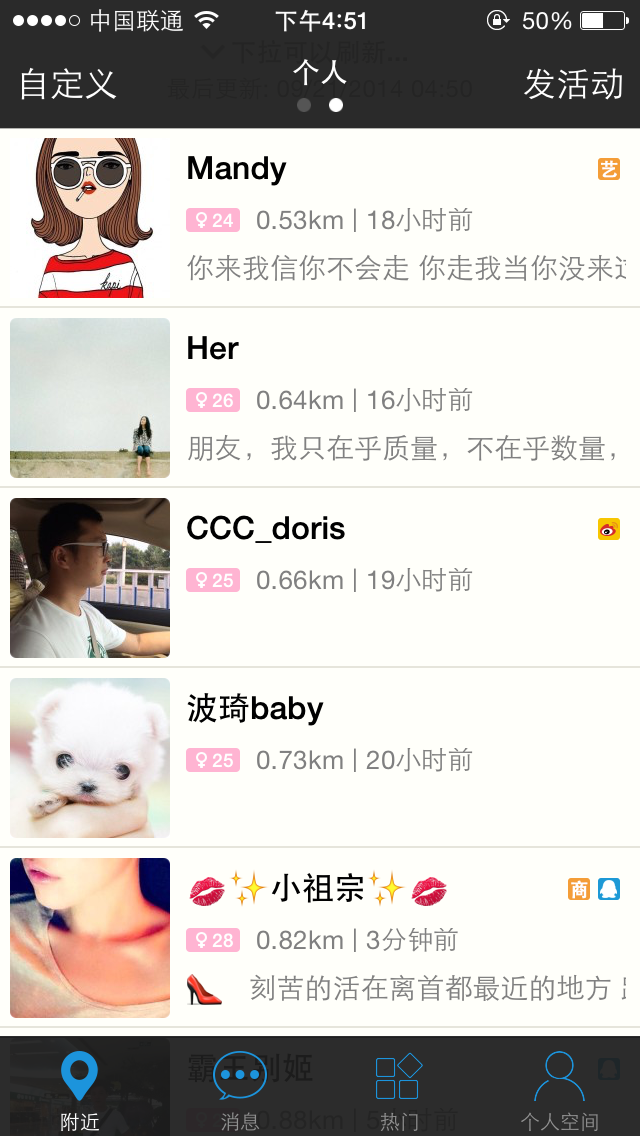 中国联通 下午4:51 50%
下拉可以刷新...
自定义 个人 发活动
最后更新: 09/21/2014 04:50
Mandy 艺
♀24 0.53km | 18小时前
你来我信你不会走 你走我当你没来过
kopi
Her
♀26 0.64km | 16小时前
朋友，我只在乎质量，不在乎数量，
CCC_doris
♀25 0.66km | 19小时前
波琦baby
♀25 0.73km | 20小时前
💋✨小祖宗✨💋 商
♀28 0.82km | 3分钟前
👠 刻苦的活在离首都最近的地方
霸王别姬
0.88km
附近 消息 热门 个人空间